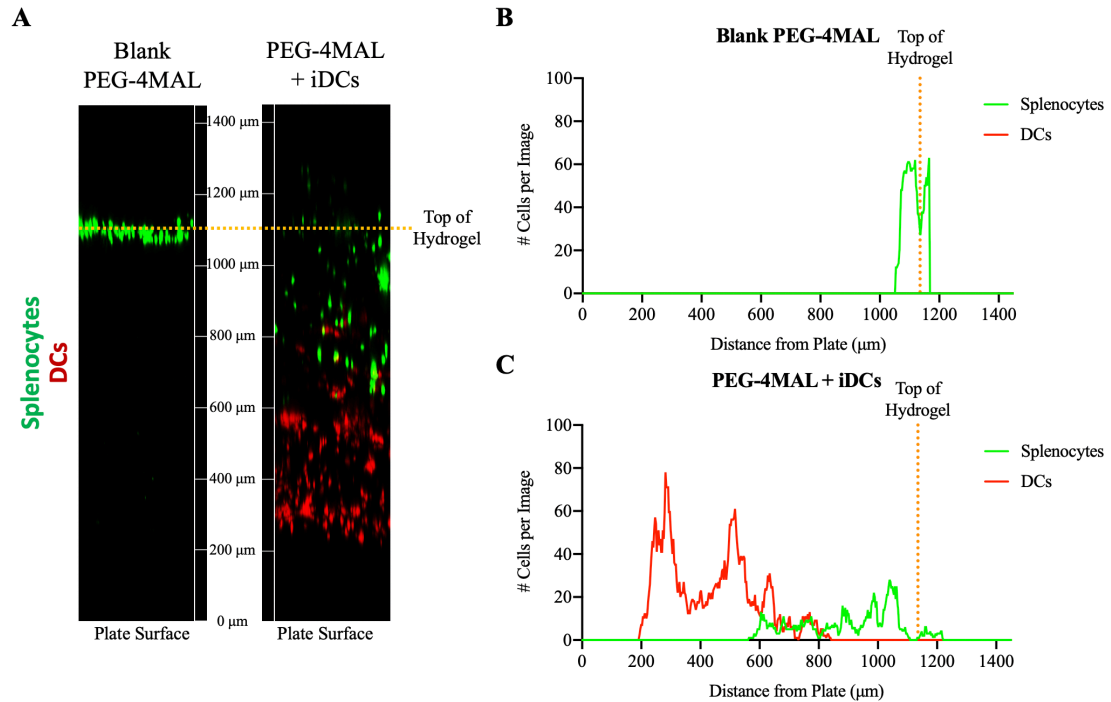 A
Blank
PEG-4MAL
PEG-4MAL
+ iDCs
1400 μm
1200 μm
1000 μm
800 μm
600 μm
400 μm
200 μm
0 μm
Top of
Hydrogel
Splenocytes
DCs
Plate Surface
Plate Surface
B
Blank PEG-4MAL
Top of
Hydrogel
# Cells per Image
100
80
60
40
20
0
0 200 400 600 800 1000 1200 1400
Distance from Plate (μm)
Splenocytes
DCs
C
PEG-4MAL + iDCs
Top of
Hydrogel
# Cells per Image
100
80
60
40
20
0
0 200 400 600 800 1000 1200 1400
Distance from Plate (μm)
Splenocytes
DCs